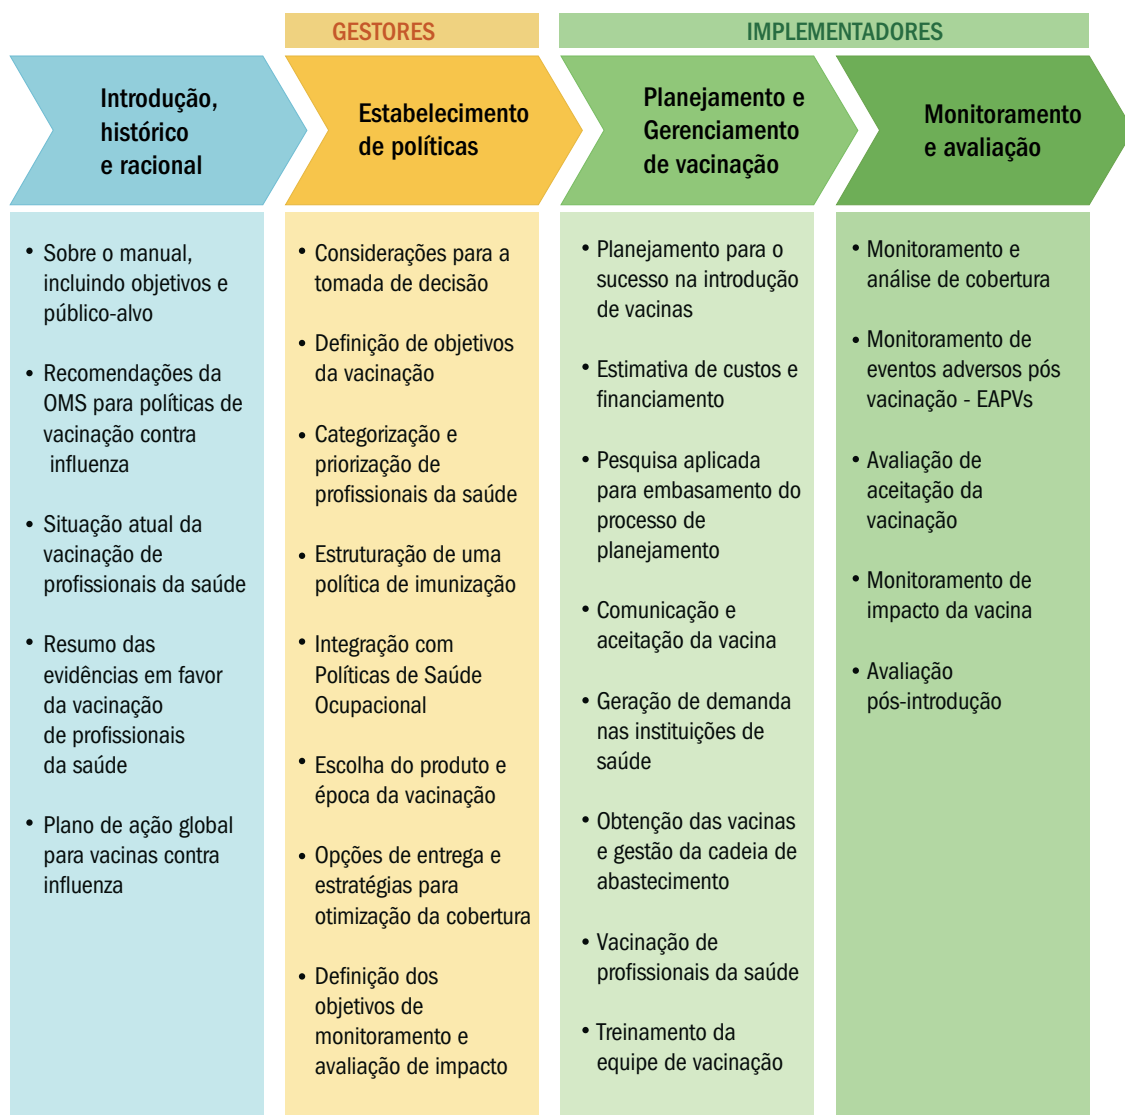 GESTORES
IMPLEMENTADORES
Introdução,
histórico
e racional
Estabelecimento
de políticas
Planejamento e
Gerenciamento
de vacinação
Monitoramento
e avaliação
• Sobre o manual,
incluindo objetivos e
público-alvo
• Recomendações da
OMS para políticas de
vacinação contra
influenza
• Situação atual da
vacinação de
profissionais da saúde
• Resumo das
evidências em favor
da vacinação
de profissionais
da saúde
• Plano de ação global
para vacinas contra
influenza
• Considerações para a
tomada de decisão
• Definição de objetivos
da vacinação
• Categorização e
priorização de
profissionais da saúde
• Estruturação de uma
política de imunização
• Integração com
Políticas de Saúde
Ocupacional
• Escolha do produto e
época da vacinação
• Opções de entrega e
estratégias para
otimização da cobertura
• Definição dos
objetivos de
monitoramento e
avaliação de impacto
• Planejamento para o
sucesso na introdução
de vacinas
• Estimativa de custos e
financiamento
• Pesquisa aplicada
para embasamento do
processo de
planejamento
• Comunicação e
aceitação da vacina
• Geração de demanda
nas instituições de
saúde
• Obtenção das vacinas
e gestão da cadeia de
abastecimento
• Vacinação de
profissionais da saúde
• Treinamento da
equipe de vacinação
• Monitoramento e
análise de cobertura
• Monitoramento de
eventos adversos pós
vacinação - EAPVs
• Avaliação de
aceitação da
vacinação
• Monitoramento de
impacto da vacina
• Avaliação
pós-introdução